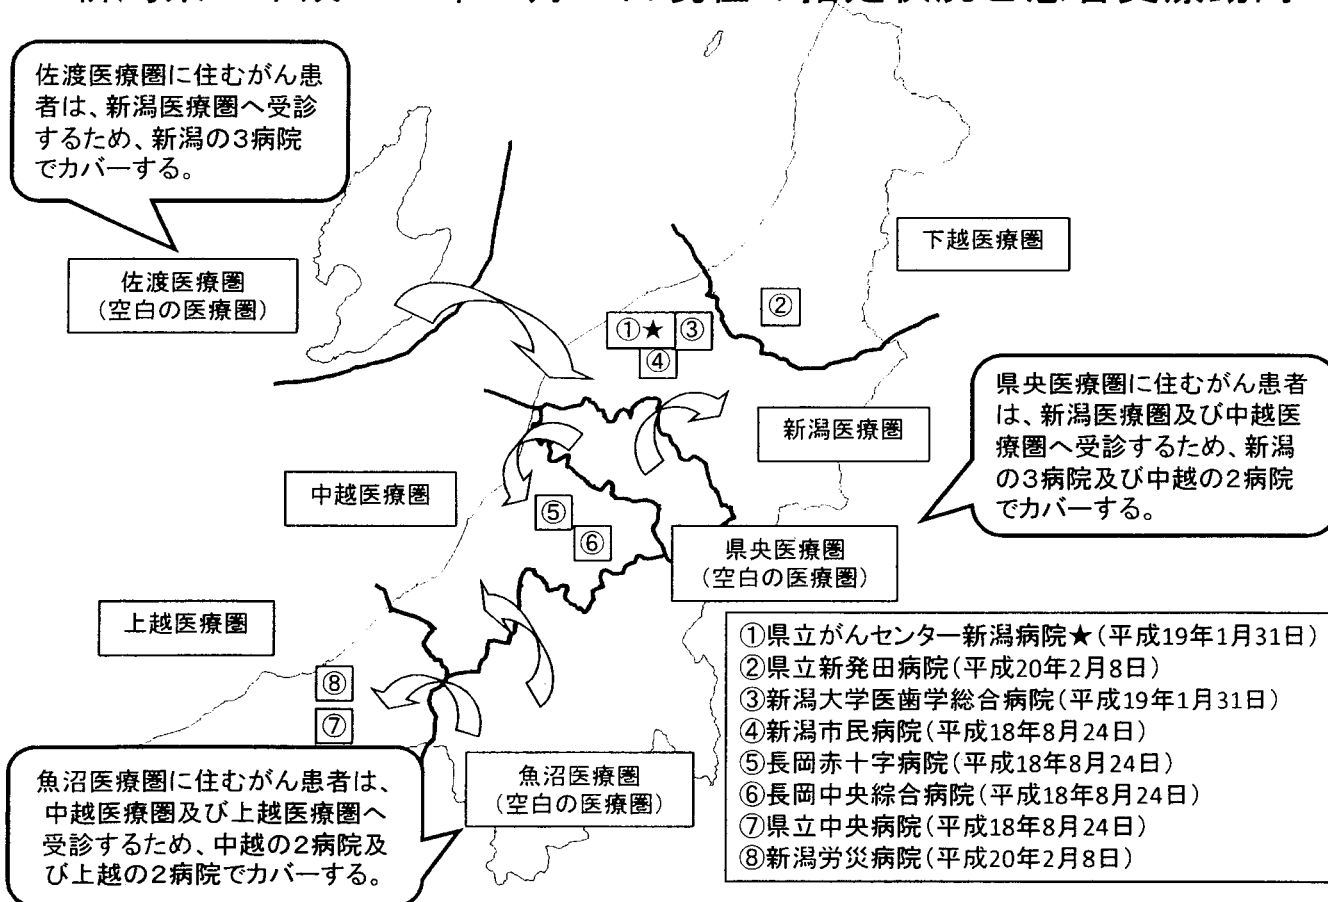 佐渡医療圏に住むがん患
者は、新潟医療圏へ受診
するため、新潟の3病院
でカバーする。
下越医療圏
佐渡医療圏
(空白の医療圏)
②
①★
③
④
県央医療圏に住むがん患者
は、新潟医療圏及び中越医
療圏へ受診するため、新潟
の3病院及び中越の2病院
でカバーする。
新潟医療圏
中越医療圏
⑤
⑥
県央医療圏
(空白の医療圏)
上越医療圏
⑧
⑦
魚沼医療圏
(空白の医療圏)
魚沼医療圏に住むがん患者は、
中越医療圏及び上越医療圏へ
受診するため、中越の2病院及
び上越の2病院でカバーする。
①県立がんセンター新潟病院★(平成19年1月31日)
②県立新発田病院(平成20年2月8日)
③新潟大学医歯学総合病院(平成19年1月31日)
④新潟市民病院(平成18年8月24日)
⑤長岡赤十字病院(平成18年8月24日)
⑥長岡中央綜合病院(平成18年8月24日)
⑦県立中央病院(平成18年8月24日)
⑧新潟労災病院(平成20年2月8日)